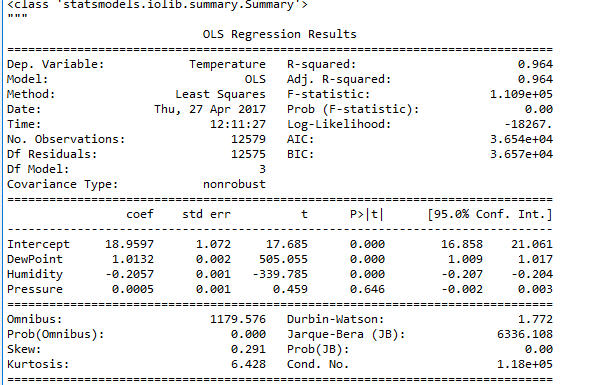 <class 'statsmodels.iolib.summary.Summary'>
"""
                            OLS Regression Results
==============================================================================
Dep. Variable:            Temperature   R-squared:                       0.964
Model:                            OLS   Adj. R-squared:                  0.964
Method:                 Least Squares   F-statistic:                 1.109e+05
Date:                Thu, 27 Apr 2017   Prob (F-statistic):               0.00
Time:                        12:11:27   Log-Likelihood:                -18267.
No. Observations:               12579   AIC:                         3.654e+04
Df Residuals:                   12575   BIC:                         3.657e+04
Df Model:                           3
Covariance Type:            nonrobust
==============================================================================
                 coef    std err          t      P>|t|      [95.0% Conf. Int.]
------------------------------------------------------------------------------
Intercept     18.9597      1.072     17.685      0.000        16.858    21.061
DewPoint       1.0132      0.002    505.055      0.000         1.009     1.017
Humidity      -0.2057      0.001   -339.785      0.000        -0.207    -0.204
Pressure       0.0005      0.001      0.459      0.646        -0.002     0.003
==============================================================================
Omnibus:                     1179.576   Durbin-Watson:                   1.772
Prob(Omnibus):                  0.000   Jarque-Bera (JB):             6336.108
Skew:                           0.291   Prob(JB):                         0.00
Kurtosis:                       6.428   Cond. No.                     1.18e+05
==============================================================================